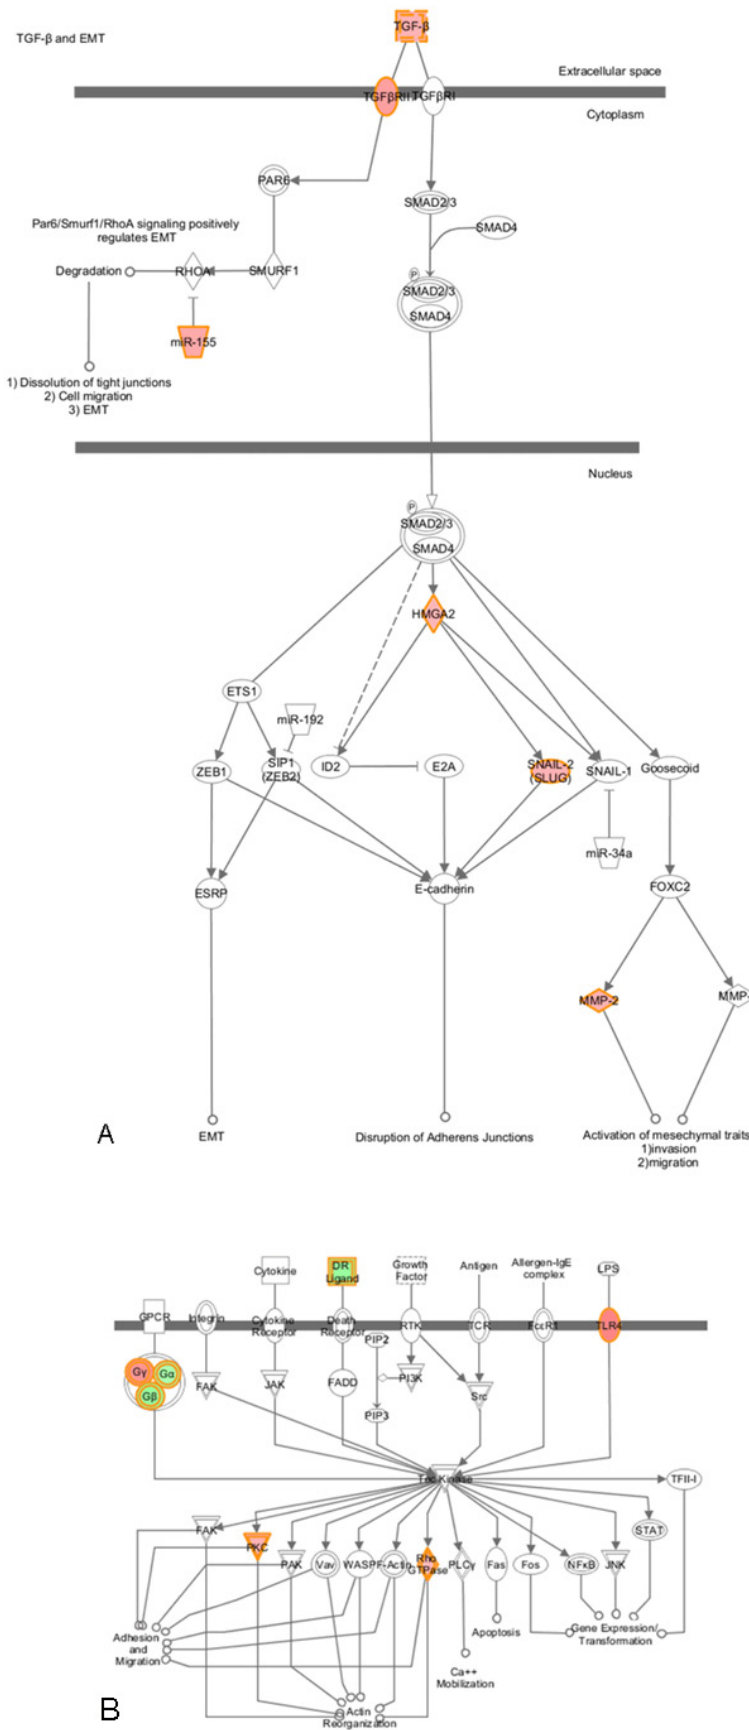 TGF-β and EMT
TGF-β
Extracellular space
TGFβRII
TGFβRI
Cytoplasm
PAR6
SMAD2/3
SMAD4
Par6/Smurf1/RhoA signaling positively
regulates EMT
Degradation
RHOA
SMURF1
P
SMAD2/3
SMAD4
miR-155
1) Dissolution of tight junctions
2) Cell migration
3) EMT
Nucleus
P
SMAD2/3
SMAD4
HMGA2
ETS1
miR-192
ZEB1
SIP1
(ZEB2)
ID2
E2A
SNAIL-2
(SLUG)
SNAIL-1
Goosecoid
miR-34a
ESRP
E-cadherin
FOXC2
MMP-2
MMP-
A
EMT
Disruption of Adherens Junctions
Activation of mesechymal traits
1)invasion
2)migration
Cytokine
DR
Ligand
Growth
Factor
Antigen
Allergen-IgE
complex
LPS
GPCR
Integrin
Cytokine
Receptor
Death
Receptor
RTK
TCR
FcεR1
TLR4
PIP2
Gγ
Gα
Gβ
FAK
JAK
FADD
PI3K
Src
PIP3
Tec Kinase
TFII-I
FAK
PKC
PAK
Vav
WASP
F-Actin
Rho
GTPase
PLCγ
Fas
Fos
NFκB
JNK
STAT
Adhesion
and
Migration
Apoptosis
Gene Expression/
Transformation
Ca++
Mobilization
Actin
Reorganization
B